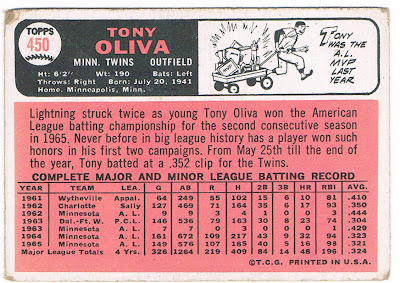 TOPPS
450
TONY
OLIVA
MINN. TWINS OUTFIELD
Ht: 6'2" Wt: 190 Bats: Left
Throws: Right Born: July 20, 1941
Home: Minneapolis, Minn.
TONY
WAS THE
A.L.
MVP
LAST
YEAR
Lightning struck twice as young Tony Oliva won the American
League batting championship for the second consecutive season
in 1965. Never before in big league history has a player won such
honors in his first two campaigns. From May 25th till the end of
the year, Tony batted at a .352 clip for the Twins.
COMPLETE MAJOR AND MINOR LEAGUE BATTING RECORD
YEAR TEAM LEA. G AB R H 2B 3B HR RBI AVG.
1961 Wytheville Appal. 64 249 55 102 15 6 10 81 .410
1962 Charlotte Sally 127 469 71 164 35 6 17 93 .350
1962 Minnesota A. L. 9 9 3 4 1 0 0 3 .444
1963 Dal.-Ft. W. P.C.L. 146 536 79 163 30 8 23 74 .304
1963 Minnesota A. L. 7 7 0 3 0 0 0 1 .429
1964 Minnesota A. L. 161 672 109 217 43 9 32 94 .323
1965 Minnesota A. L. 149 576 107 185 40 5 16 98 .321
Major League Totals 4 Yrs. 326 1264 219 409 84 14 48 196 .324
©T.C.G. PRINTED IN U.S.A.